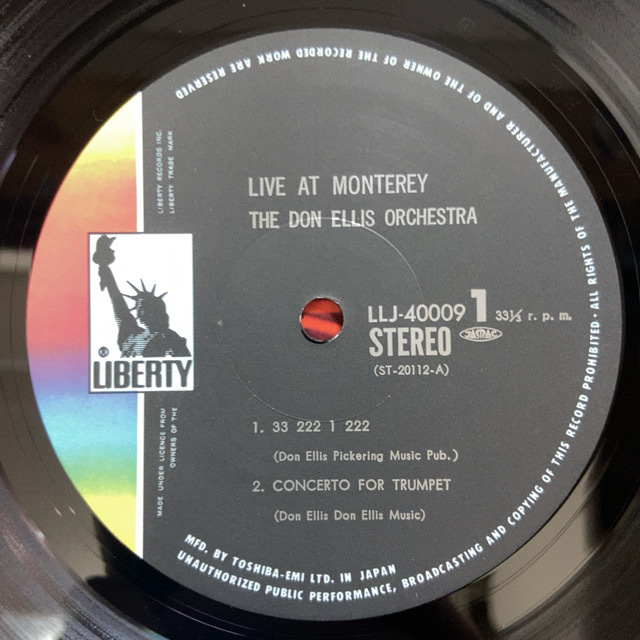 LIVE AT MONTEREY
THE DON ELLIS ORCHESTRA
LLJ-40009 1 33⅓ r. p. m.
STEREO JASRAC
(ST-20112-A)
1. 33 222 1 222
(Don Ellis Pickering Music Pub.)
2. CONCERTO FOR TRUMPET
(Don Ellis Don Ellis Music)
LIBERTY RECORDS INC.
LIBERTY TRADE MARK
®
LIBERTY
MADE UNDER LICENCE FROM
OWNERS OF THE
MFD. BY TOSHIBA-EMI LTD. IN JAPAN
UNAUTHORIZED PUBLIC PERFORMANCE, BROADCASTING AND COPYING OF THIS RECORD PROHIBITED · ALL RIGHTS OF THE MANUFACTURER AND OF THE OWNER OF THE RECORDED WORK ARE RESERVED